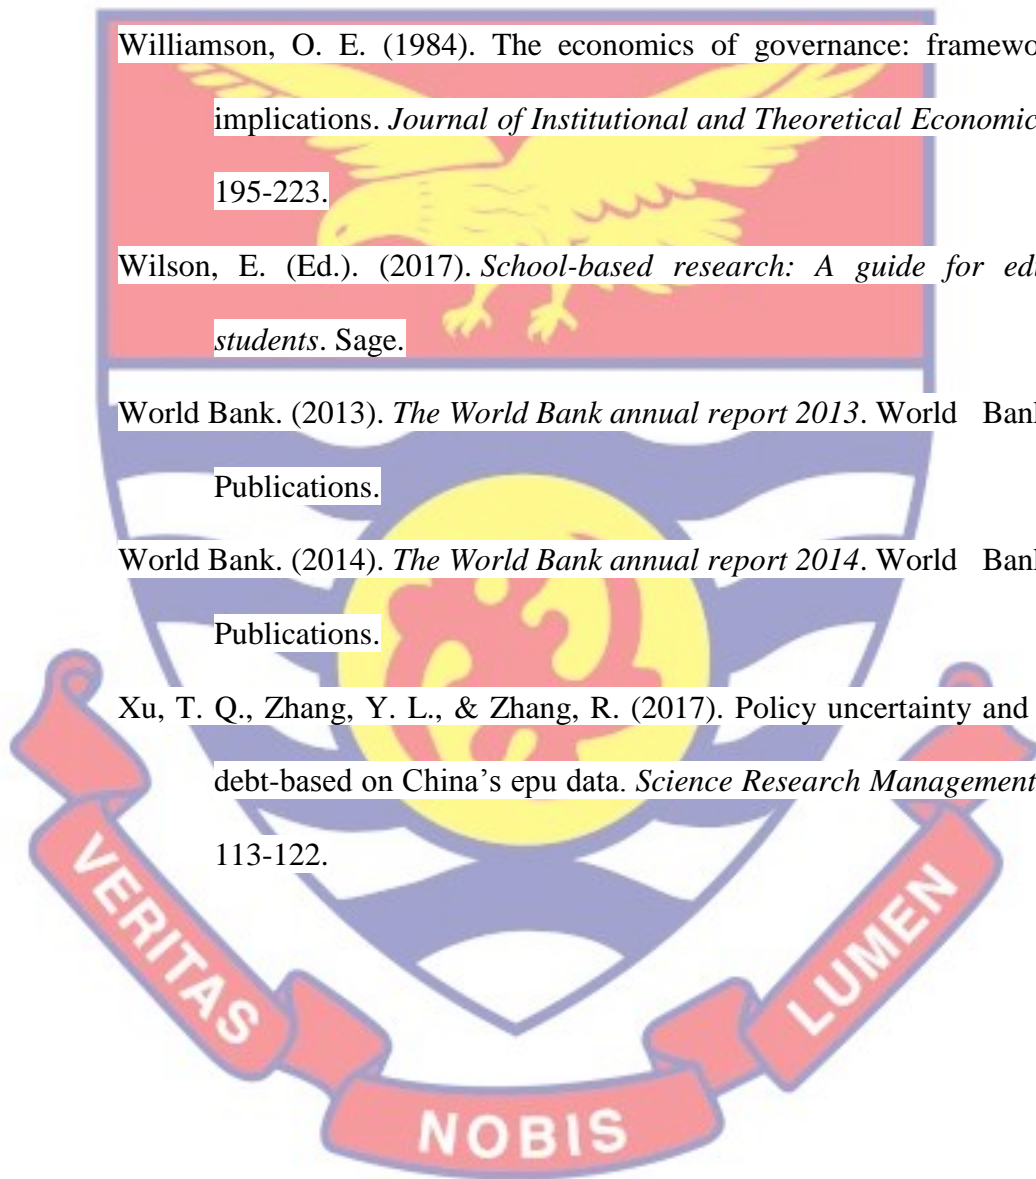 Williamson, O. E. (1984). The economics of governance: framewo
implications. Journal of Institutional and Theoretical Economic
195-223.
Wilson, E. (Ed.). (2017). School-based research: A guide for ed
students. Sage.
World Bank. (2013). The World Bank annual report 2013. World Bank
Publications.
World Bank. (2014). The World Bank annual report 2014. World Bank
Publications.
Xu, T. Q., Zhang, Y. L., & Zhang, R. (2017). Policy uncertainty and
debt-based on China’s epu data. Science Research Management
113-122.
VERITAS
NOBIS
LUMEN